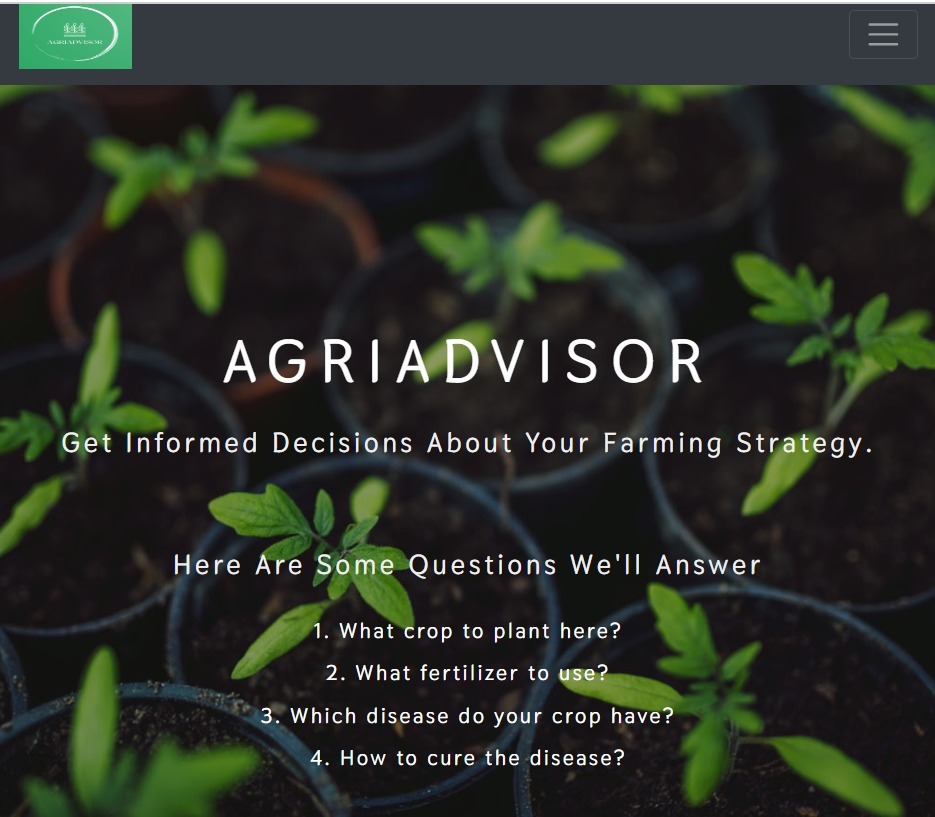 AGRIADVISOR
AGRIADVISOR
Get Informed Decisions About Your Farming Strategy.
Here Are Some Questions We'll Answer
1. What crop to plant here?
2. What fertilizer to use?
3. Which disease do your crop have?
4. How to cure the disease?